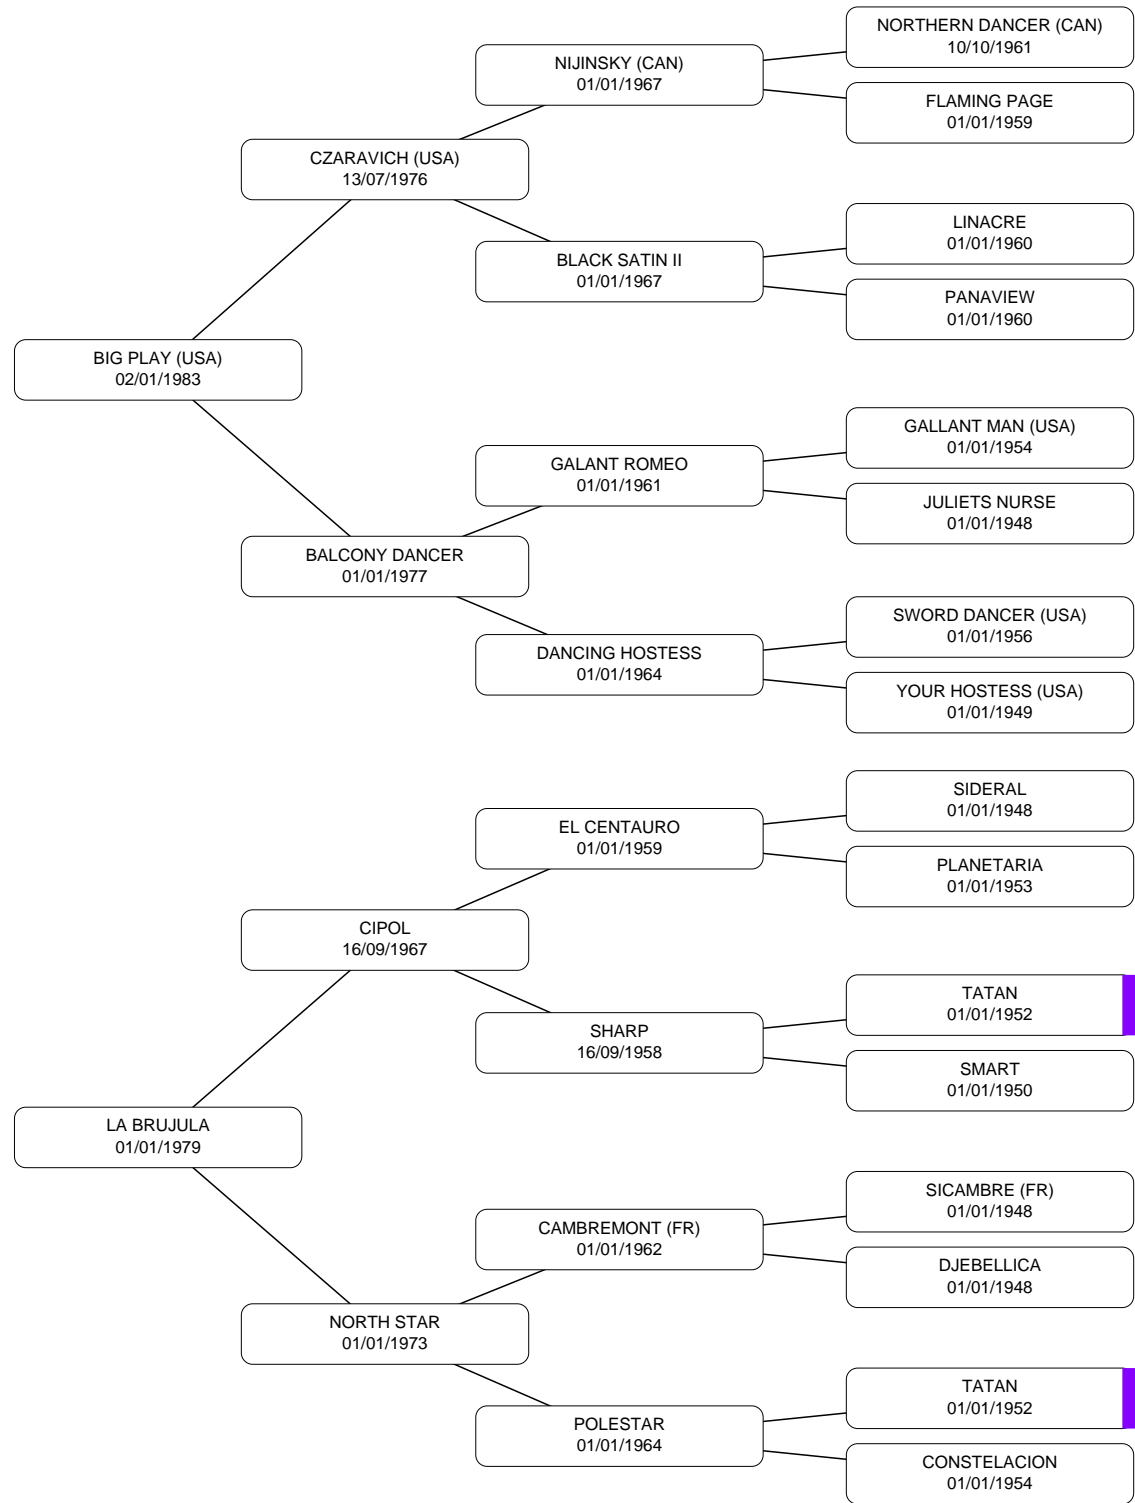 NORTHERN DANCER (CAN)
10/10/1961
NIJINSKY (CAN)
01/01/1967
FLAMING PAGE
01/01/1959
CZARAVICH (USA)
13/07/1976
LINACRE
01/01/1960
BLACK SATIN II
01/01/1967
PANAVIEW
01/01/1960
BIG PLAY (USA)
02/01/1983
GALLANT MAN (USA)
01/01/1954
GALANT ROMEO
01/01/1961
JULIETS NURSE
01/01/1948
BALCONY DANCER
01/01/1977
SWORD DANCER (USA)
01/01/1956
DANCING HOSTESS
01/01/1964
YOUR HOSTESS (USA)
01/01/1949
SIDERAL
01/01/1948
EL CENTAURO
01/01/1959
PLANETARIA
01/01/1953
CIPOL
16/09/1967
TATAN
01/01/1952
SHARP
16/09/1958
SMART
01/01/1950
LA BRUJULA
01/01/1979
SICAMBRE (FR)
01/01/1948
CAMBREMONT (FR)
01/01/1962
DJEBELLICA
01/01/1948
NORTH STAR
01/01/1973
TATAN
01/01/1952
POLESTAR
01/01/1964
CONSTELACION
01/01/1954